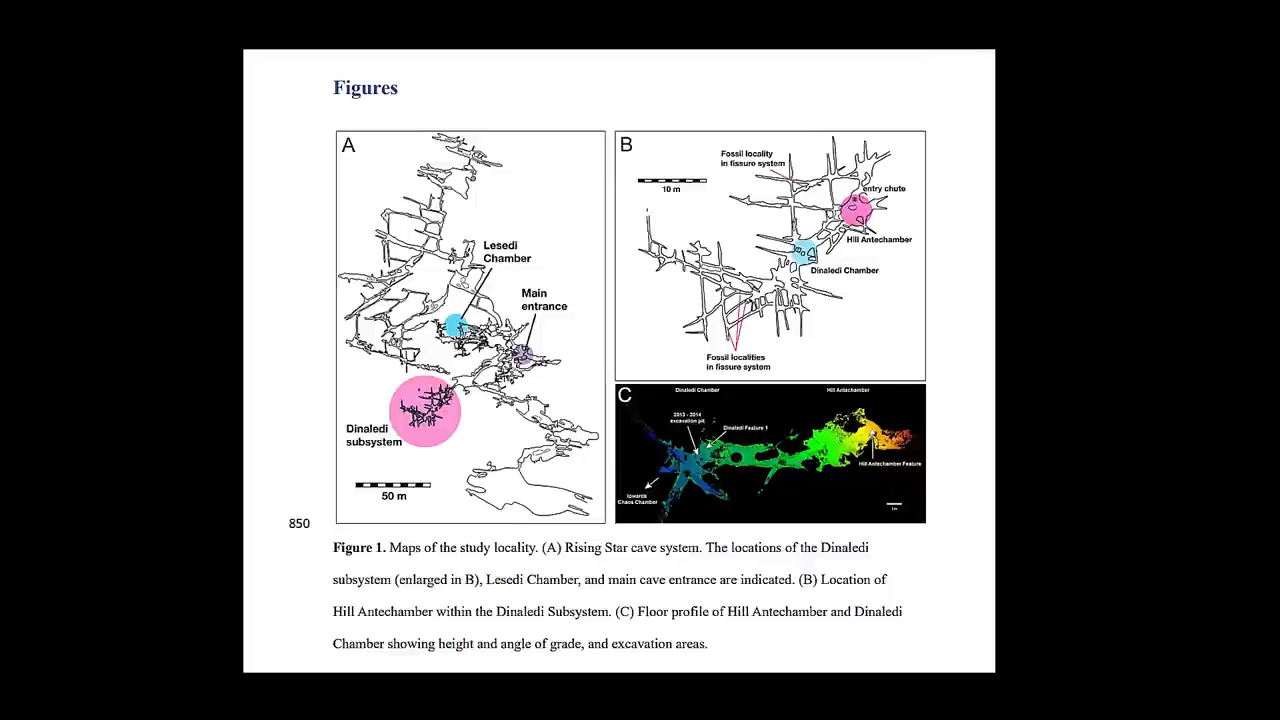 Figures
A
Lesedi
Chamber
Main
entrance
Dinaledi
subsystem
50 m
B
Fossil locality
in fissure system
10 m
entry chute
Hill Antechamber
Dinaledi Chamber
Fossil localities
in fissure system
C
Dinaledi Chamber
Hill Antechamber
2013 - 2014
excavation pit
Dinaledi Feature 1
Hill Antechamber Feature
towards
Chaos Chamber
1m
850
Figure 1. Maps of the study locality. (A) Rising Star cave system. The locations of the Dinaledi
subsystem (enlarged in B), Lesedi Chamber, and main cave entrance are indicated. (B) Location of
Hill Antechamber within the Dinaledi Subsystem. (C) Floor profile of Hill Antechamber and Dinaledi
Chamber showing height and angle of grade, and excavation areas.